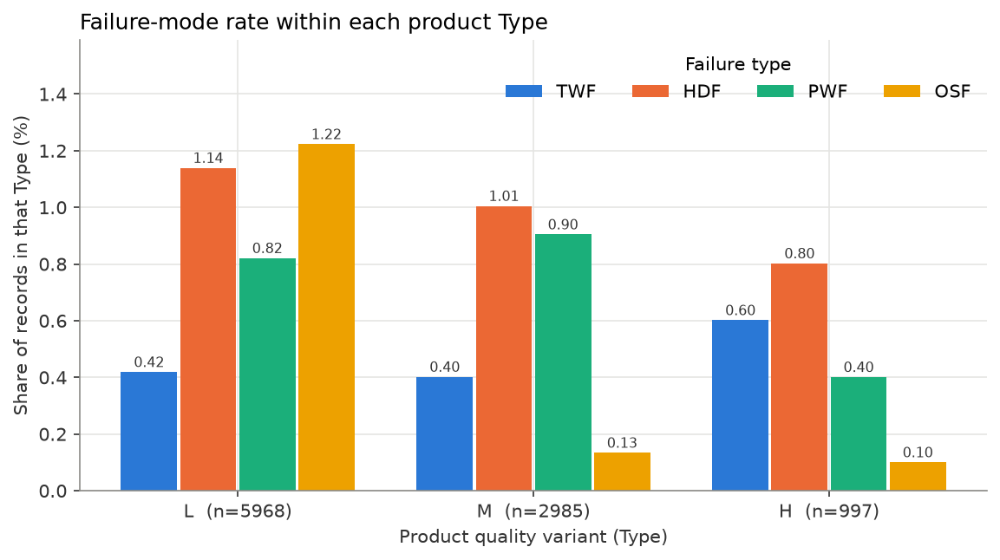 Failure-mode rate within each product Type
Failure type
TWF HDF PWF OSF
Share of records in that Type (%)
1.4
1.2
1.0
0.8
0.6
0.4
0.2
0.0
0.42 1.14 0.82 1.22
0.40 1.01 0.90 0.13
0.60 0.80 0.40 0.10
L (n=5968) M (n=2985) H (n=997)
Product quality variant (Type)